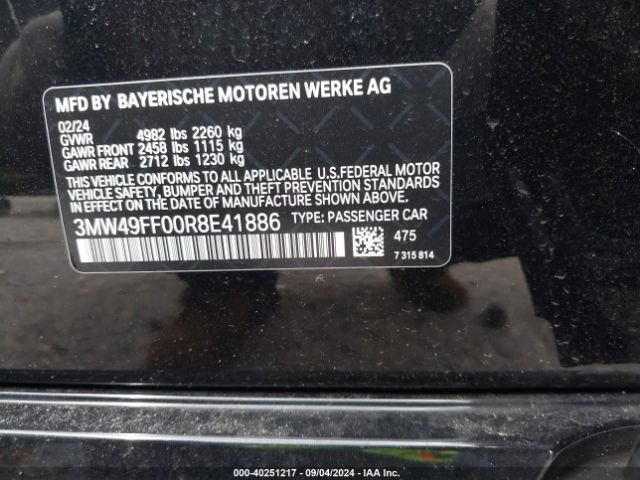 MFD BY BAYERISCHE MOTOREN WERKE AG
02/24
GVWR 4982 lbs 2260 kg
GAWR FRONT 2458 lbs 1115 kg
GAWR REAR 2712 lbs 1230 kg
THIS VEHICLE CONFORMS TO ALL APPLICABLE U.S.FEDERAL MOTOR
VEHICLE SAFETY, BUMPER AND THEFT PREVENTION STANDARDS
IN EFFECT ON THE DATE OF MANUFACTURE SHOWN ABOVE.
3MW49FF00R8E41886 TYPE: PASSENGER CAR
475
7 315 814
000-40251217 - 09/04/2024 - IAA Inc.